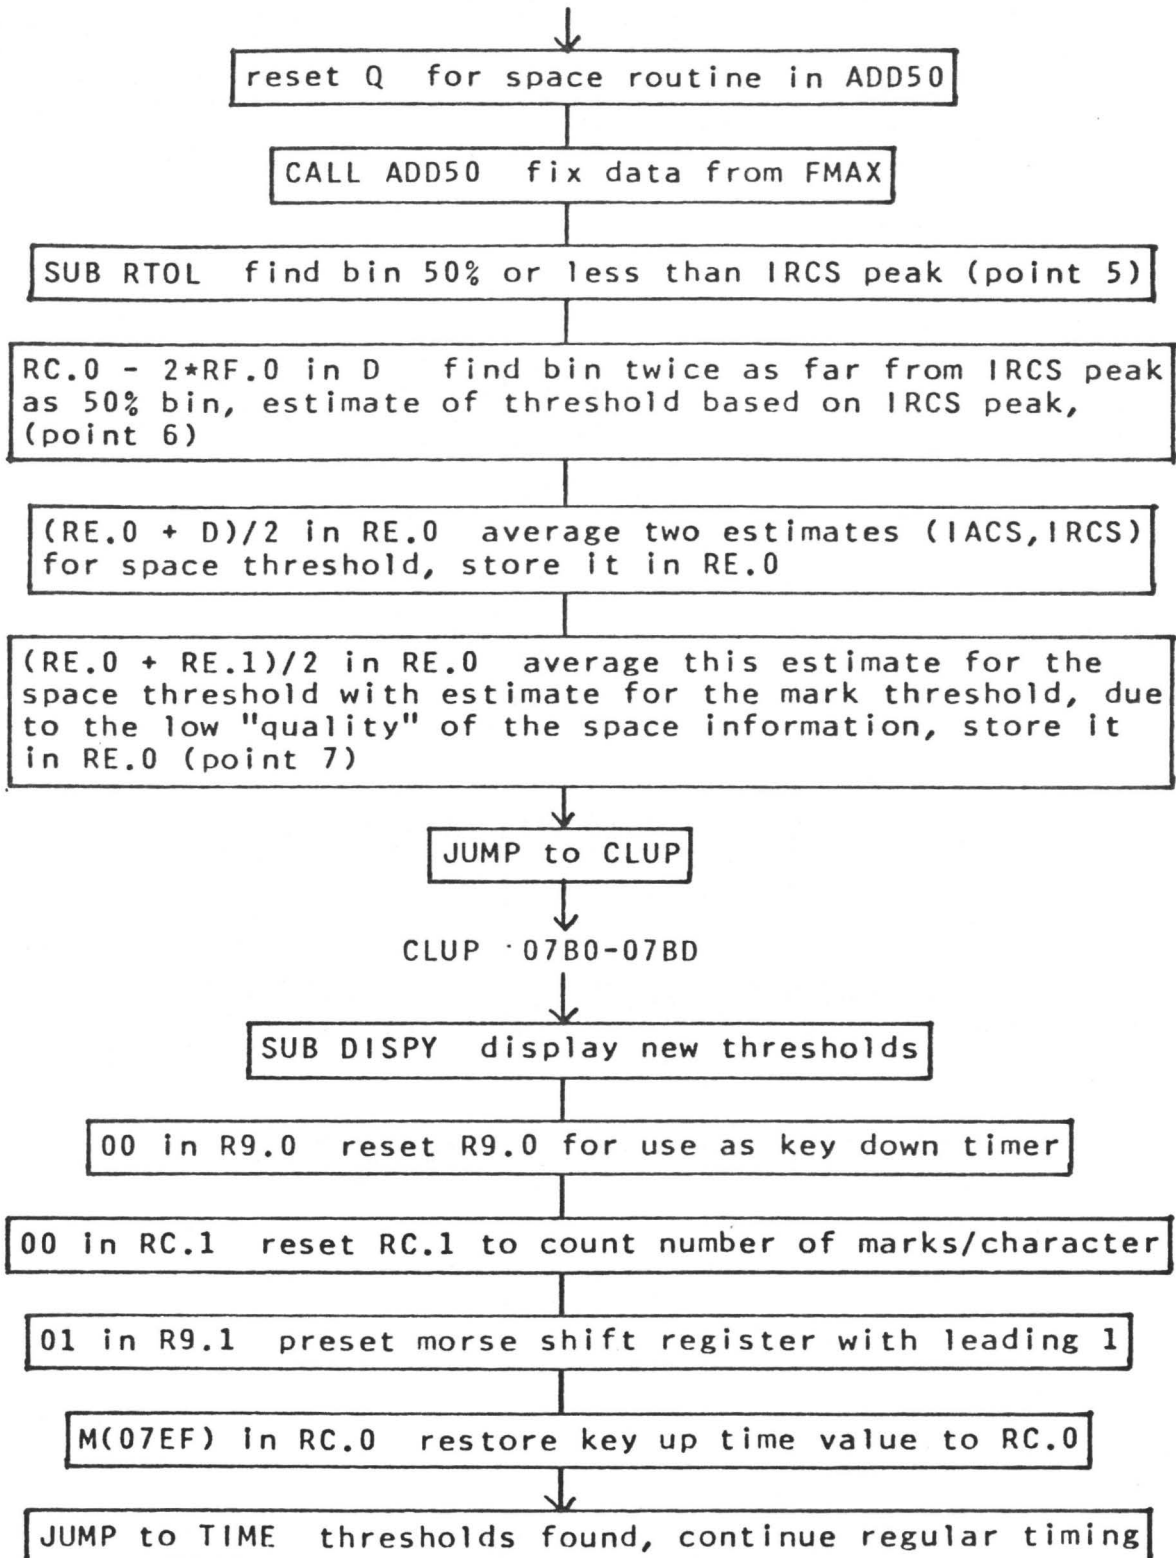 reset Q for space routine in ADD50
CALL ADD50 fix data from FMAX
SUB RTOL find bin 50% or less than IRCS peak (point 5)
RC.0 - 2*RF.0 in D find bin twice as far from IRCS peak
as 50% bin, estimate of threshold based on IRCS peak,
(point 6)
(RE.0 + D)/2 in RE.0 average two estimates (IACS,IRCS)
for space threshold, store it in RE.0
(RE.0 + RE.1)/2 in RE.0 average this estimate for the
space threshold with estimate for the mark threshold, due
to the low "quality" of the space information, store it
in RE.0 (point 7)
JUMP to CLUP
CLUP 07B0-07BD
SUB DISPY display new thresholds
00 in R9.0 reset R9.0 for use as key down timer
00 in RC.1 reset RC.1 to count number of marks/character
01 in R9.1 preset morse shift register with leading 1
M(07EF) in RC.0 restore key up time value to RC.0
JUMP to TIME thresholds found, continue regular timing